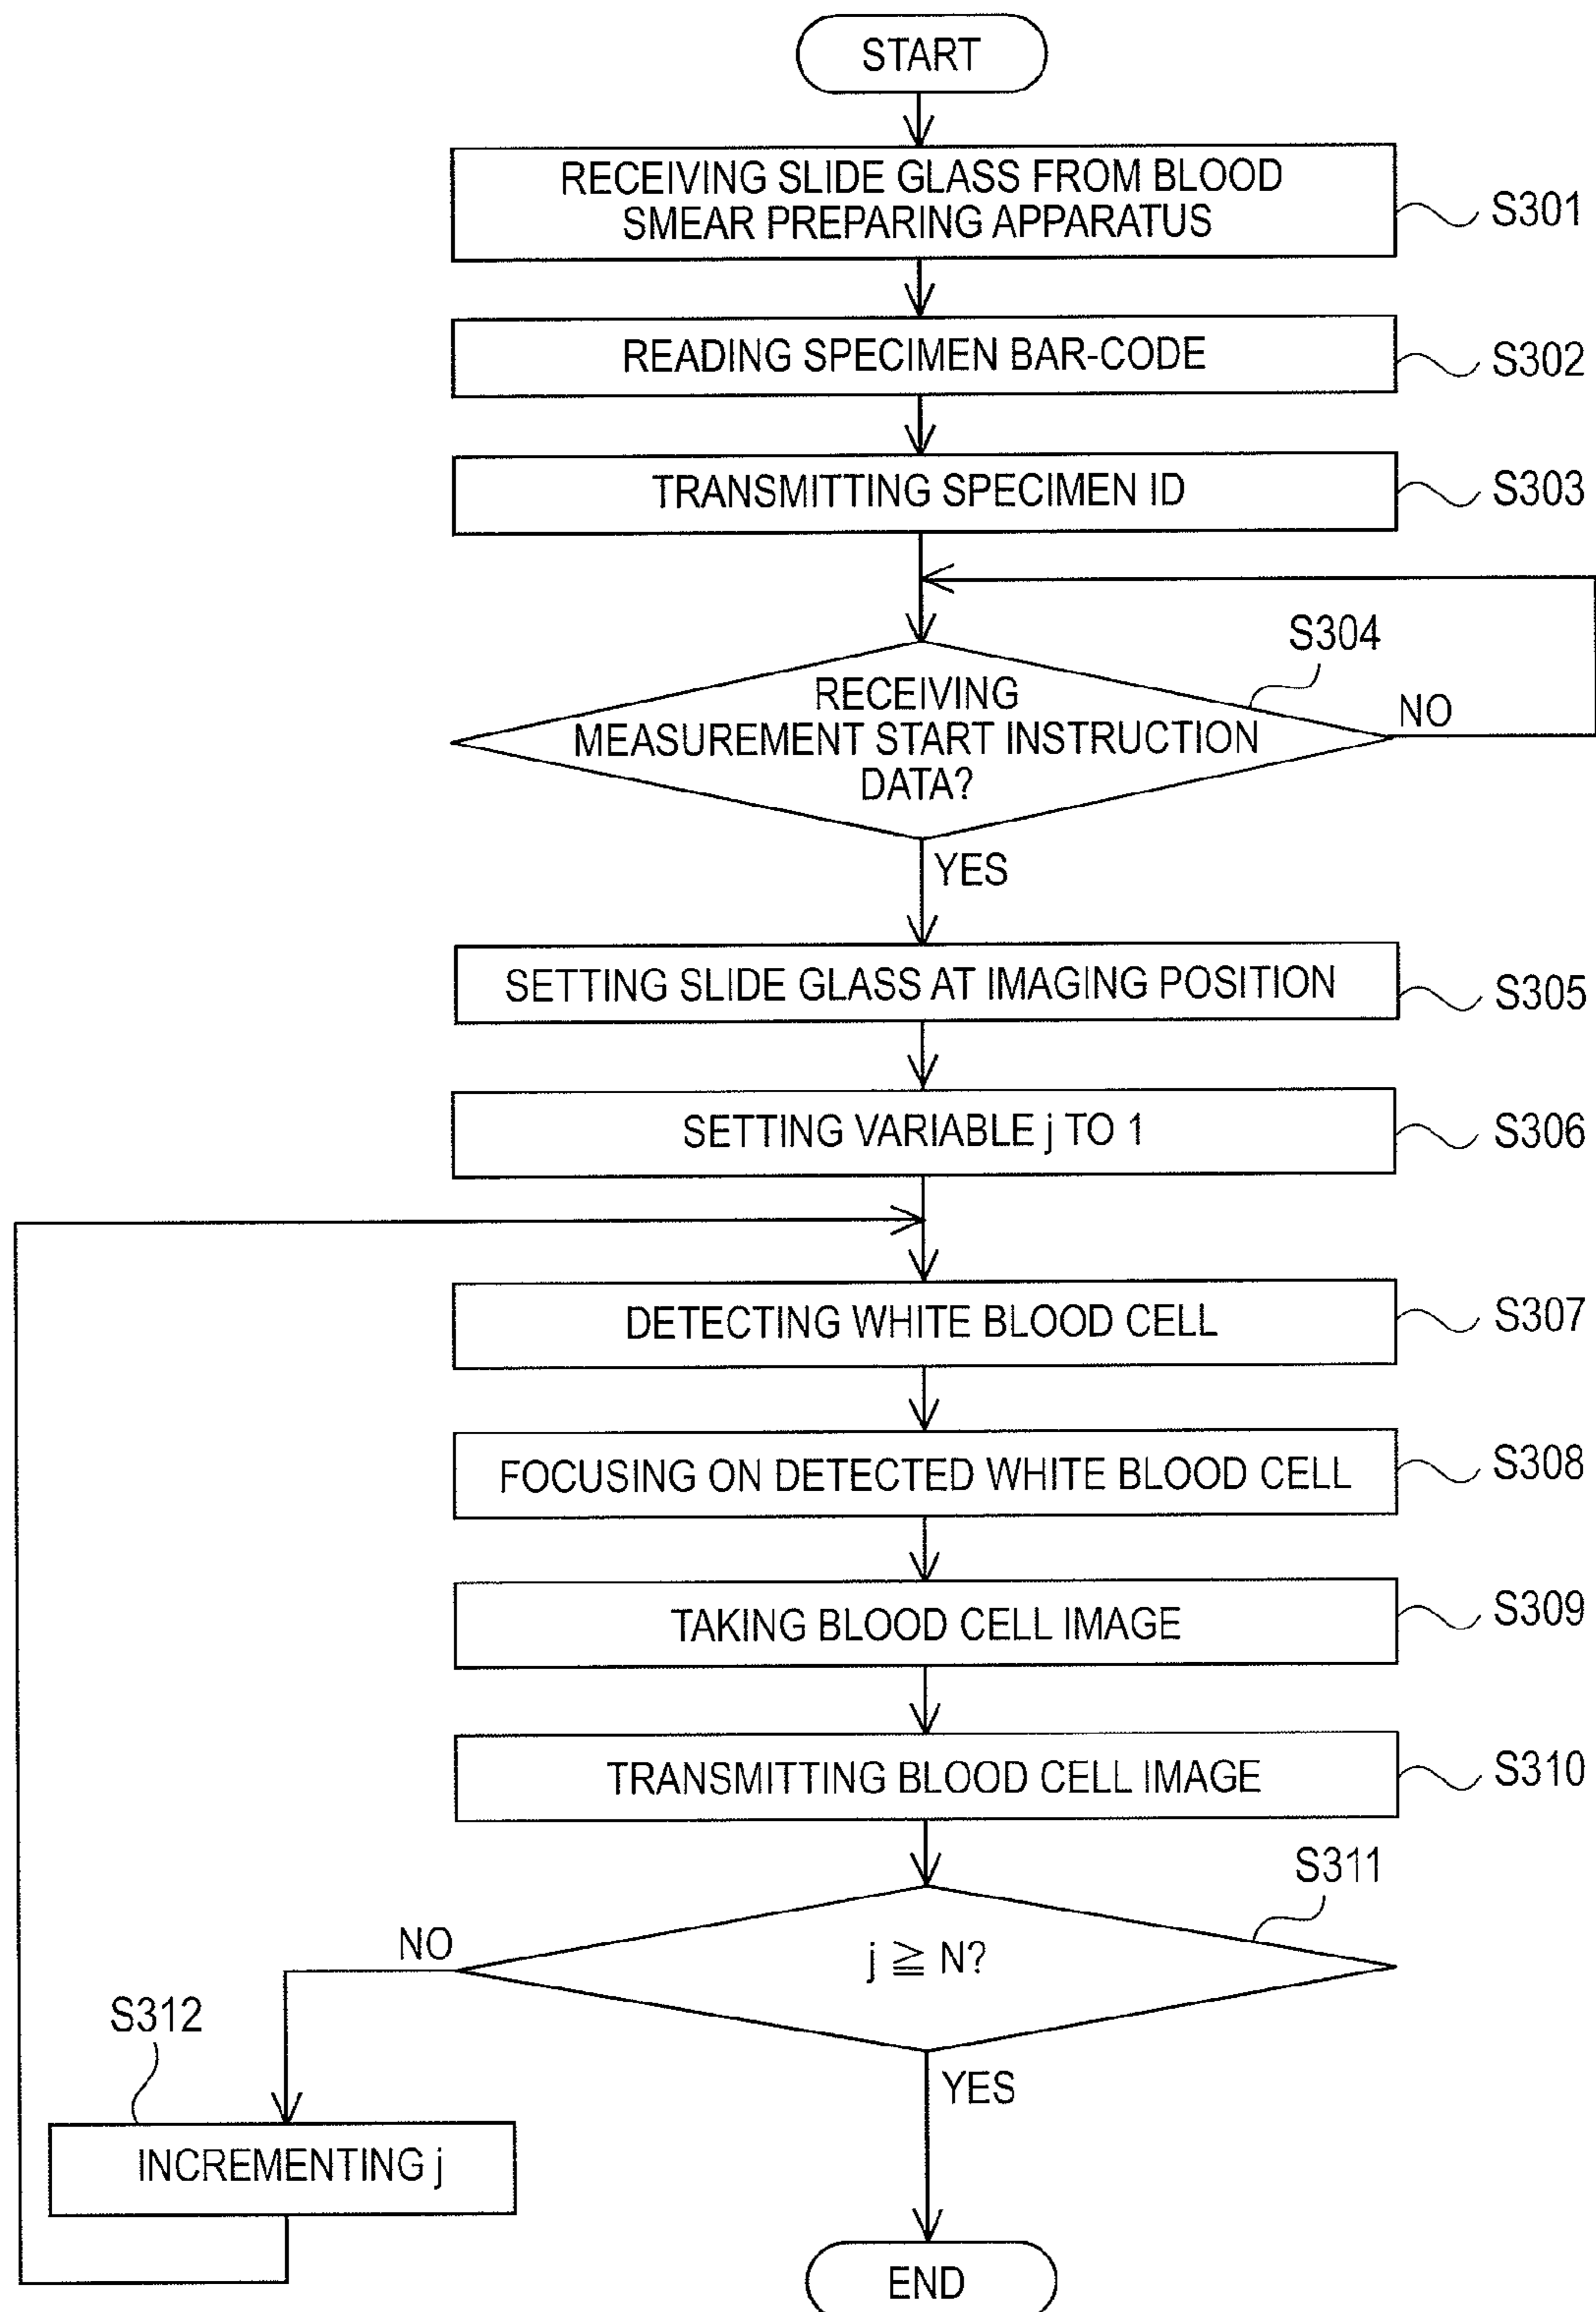 START
RECEIVING SLIDE GLASS FROM BLOOD
SMEAR PREPARING APPARATUS
S301
READING SPECIMEN BAR-CODE
S302
TRANSMITTING SPECIMEN ID
S303
S304
RECEIVING
MEASUREMENT START INSTRUCTION
DATA?
NO
YES
SETTING SLIDE GLASS AT IMAGING POSITION
S305
SETTING VARIABLE j TO 1
S306
DETECTING WHITE BLOOD CELL
S307
FOCUSING ON DETECTED WHITE BLOOD CELL
S308
TAKING BLOOD CELL IMAGE
S309
TRANSMITTING BLOOD CELL IMAGE
S310
S311
j ≧ N?
NO
S312
YES
INCREMENTING j
END